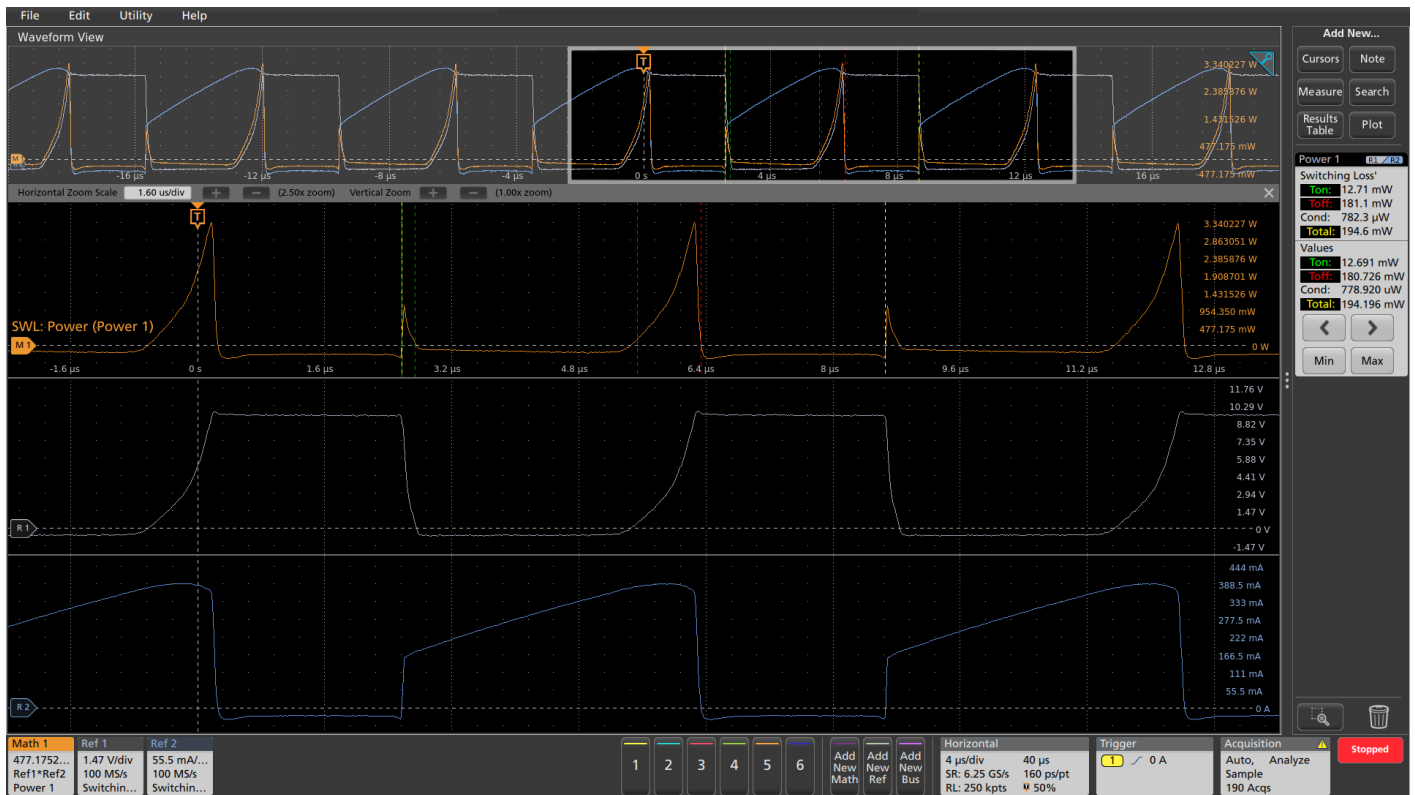 File Edit Utility Help
Waveform View
T
3.340227 W
2.385876 W
1.431526 W
477.175 mW
-477.175 mW
M
-16 µs -12 µs -8 µs -4 µs 0 s 4 µs 8 µs 12 µs 16 µs
Horizontal Zoom Scale 1.60 us/div + − (2.50x zoom) Vertical Zoom + − (1.00x zoom) ✕
T
3.340227 W
2.863051 W
2.385876 W
1.908701 W
1.431526 W
954.350 mW
477.175 mW
0 W
SWL: Power (Power 1)
M 1
-1.6 µs 0 s 1.6 µs 3.2 µs 4.8 µs 6.4 µs 8 µs 9.6 µs 11.2 µs 12.8 µs
11.76 V
10.29 V
8.82 V
7.35 V
5.88 V
4.41 V
2.94 V
1.47 V
0 V
-1.47 V
R 1
444 mA
388.5 mA
333 mA
277.5 mA
222 mA
166.5 mA
111 mA
55.5 mA
0 A
R 2
Add New...
Cursors Note
Measure Search
Results Table Plot
Power 1 R1 / R2
Switching Loss'
Ton: 12.71 mW
Toff: 181.1 mW
Cond: 782.3 µW
Total: 194.6 mW
Values
Ton: 12.691 mW
Toff: 180.726 mW
Cond: 778.920 uW
Total: 194.196 mW
Min Max
Math 1
477.1752...
Ref1*Ref2
Power 1
Ref 1
1.47 V/div
100 MS/s
Switchin...
Ref 2
55.5 mA/...
100 MS/s
Switchin...
1 2 3 4 5 6
Add New Math
Add New Ref
Add New Bus
Horizontal
4 µs/div 40 µs
SR: 6.25 GS/s 160 ps/pt
RL: 250 kpts 50%
Trigger
1 0 A
Acquisition
Auto, Analyze
Sample
190 Acqs
Stopped